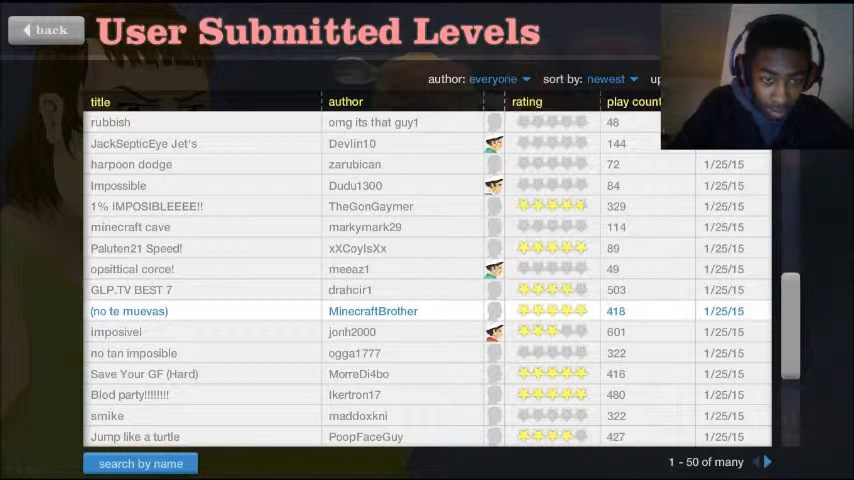 back
User Submitted Levels
author: everyone sort by: newest up
title author rating play count
rubbish omg its that guy1 48
JackSepticEye Jet's Devlin10 144
harpoon dodge zarubican 72 1/25/15
Impossible Dudu1300 84 1/25/15
1% IMPOSIBLEEEE!! TheGonGaymer 329 1/25/15
minecraft cave markymark29 114 1/25/15
Paluten21 Speed! xXCoyIsXx 89 1/25/15
opsittical corce! meeaz1 49 1/25/15
GLP.TV BEST 7 drahcir1 503 1/25/15
(no te muevas) MinecraftBrother 418 1/25/15
imposivel jonh2000 601 1/25/15
no tan imposible ogga1777 322 1/25/15
Save Your GF (Hard) MorreDi4bo 416 1/25/15
Blod party!!!!!!!! Ikertron17 480 1/25/15
smike maddoxkni 322 1/25/15
Jump like a turtle PoopFaceGuy 427 1/25/15
search by name 1 - 50 of many